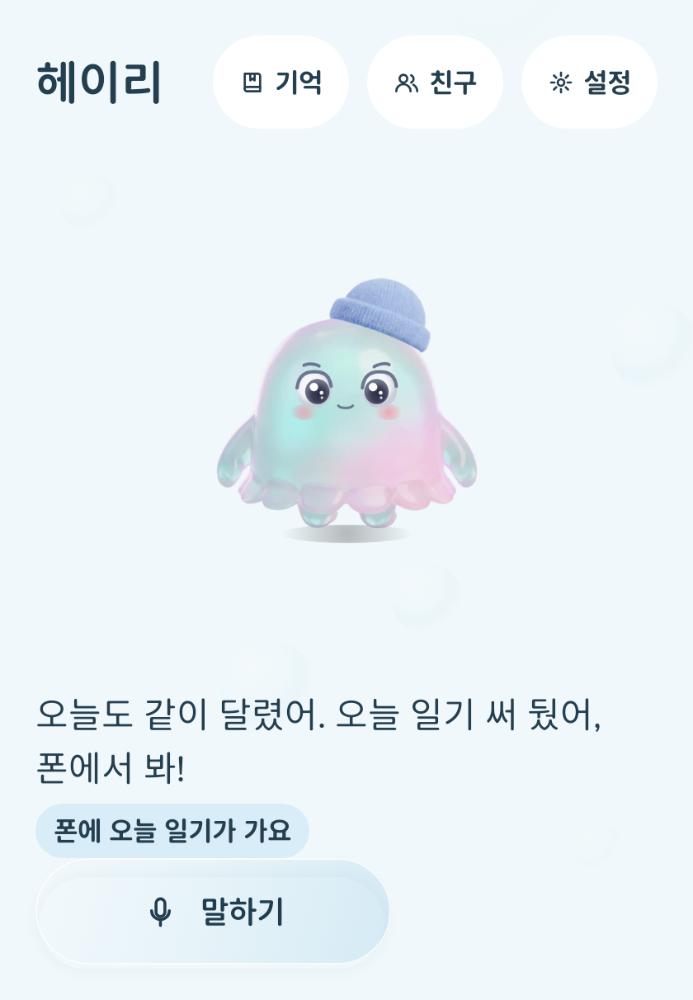 헤이리
기억
친구
설정
오늘도 같이 달렸어. 오늘 일기 써 뒀어,
폰에서 봐!
폰에 오늘 일기가 가요
말하기